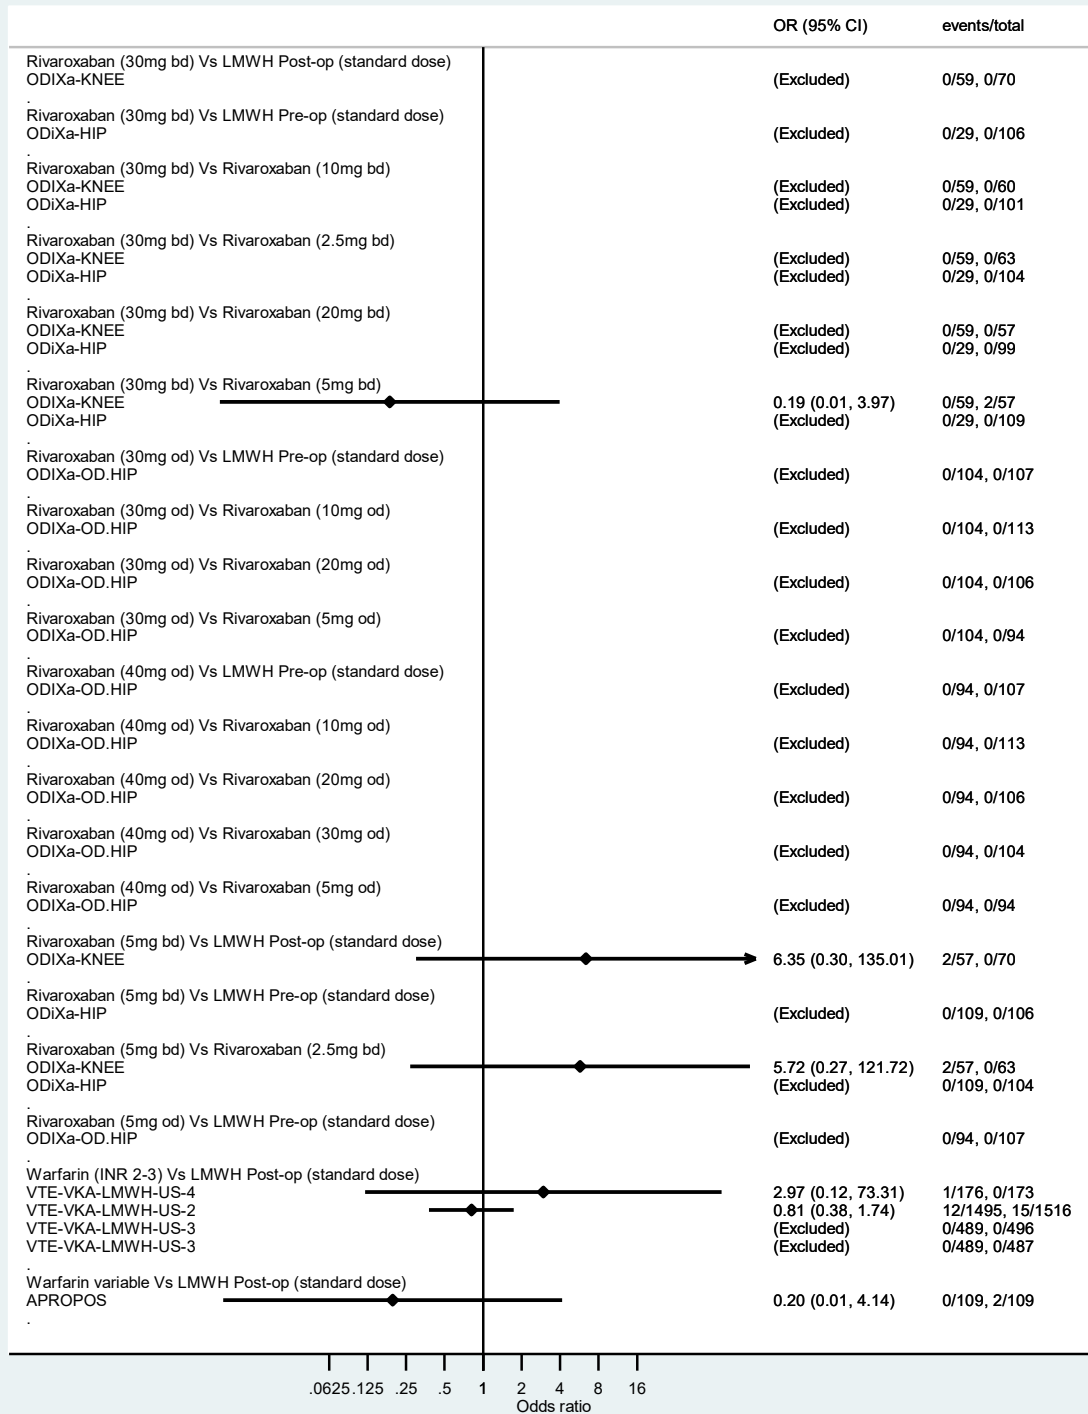 OR (95% CI) events/total
Rivaroxaban (30mg bd) Vs LMWH Post-op (standard dose)
ODIXa-KNEE (Excluded) 0/59, 0/70
.
Rivaroxaban (30mg bd) Vs LMWH Pre-op (standard dose)
ODiXa-HIP (Excluded) 0/29, 0/106
.
Rivaroxaban (30mg bd) Vs Rivaroxaban (10mg bd)
ODIXa-KNEE (Excluded) 0/59, 0/60
ODiXa-HIP (Excluded) 0/29, 0/101
.
Rivaroxaban (30mg bd) Vs Rivaroxaban (2.5mg bd)
ODIXa-KNEE (Excluded) 0/59, 0/63
ODiXa-HIP (Excluded) 0/29, 0/104
.
Rivaroxaban (30mg bd) Vs Rivaroxaban (20mg bd)
ODIXa-KNEE (Excluded) 0/59, 0/57
ODiXa-HIP (Excluded) 0/29, 0/99
.
Rivaroxaban (30mg bd) Vs Rivaroxaban (5mg bd)
ODIXa-KNEE 0.19 (0.01, 3.97) 0/59, 2/57
ODiXa-HIP (Excluded) 0/29, 0/109
.
Rivaroxaban (30mg od) Vs LMWH Pre-op (standard dose)
ODIXa-OD.HIP (Excluded) 0/104, 0/107
.
Rivaroxaban (30mg od) Vs Rivaroxaban (10mg od)
ODIXa-OD.HIP (Excluded) 0/104, 0/113
.
Rivaroxaban (30mg od) Vs Rivaroxaban (20mg od)
ODIXa-OD.HIP (Excluded) 0/104, 0/106
.
Rivaroxaban (30mg od) Vs Rivaroxaban (5mg od)
ODIXa-OD.HIP (Excluded) 0/104, 0/94
.
Rivaroxaban (40mg od) Vs LMWH Pre-op (standard dose)
ODIXa-OD.HIP (Excluded) 0/94, 0/107
.
Rivaroxaban (40mg od) Vs Rivaroxaban (10mg od)
ODIXa-OD.HIP (Excluded) 0/94, 0/113
.
Rivaroxaban (40mg od) Vs Rivaroxaban (20mg od)
ODIXa-OD.HIP (Excluded) 0/94, 0/106
.
Rivaroxaban (40mg od) Vs Rivaroxaban (30mg od)
ODIXa-OD.HIP (Excluded) 0/94, 0/104
.
Rivaroxaban (40mg od) Vs Rivaroxaban (5mg od)
ODIXa-OD.HIP (Excluded) 0/94, 0/94
.
Rivaroxaban (5mg bd) Vs LMWH Post-op (standard dose)
ODIXa-KNEE 6.35 (0.30, 135.01) 2/57, 0/70
.
Rivaroxaban (5mg bd) Vs LMWH Pre-op (standard dose)
ODiXa-HIP (Excluded) 0/109, 0/106
.
Rivaroxaban (5mg bd) Vs Rivaroxaban (2.5mg bd)
ODIXa-KNEE 5.72 (0.27, 121.72) 2/57, 0/63
ODiXa-HIP (Excluded) 0/109, 0/104
.
Rivaroxaban (5mg od) Vs LMWH Pre-op (standard dose)
ODIXa-OD.HIP (Excluded) 0/94, 0/107
.
Warfarin (INR 2-3) Vs LMWH Post-op (standard dose)
VTE-VKA-LMWH-US-4 2.97 (0.12, 73.31) 1/176, 0/173
VTE-VKA-LMWH-US-2 0.81 (0.38, 1.74) 12/1495, 15/1516
VTE-VKA-LMWH-US-3 (Excluded) 0/489, 0/496
VTE-VKA-LMWH-US-3 (Excluded) 0/489, 0/487
.
Warfarin variable Vs LMWH Post-op (standard dose)
APROPOS 0.20 (0.01, 4.14) 0/109, 2/109
.
.0625 .125 .25 .5 1 2 4 8 16
Odds ratio